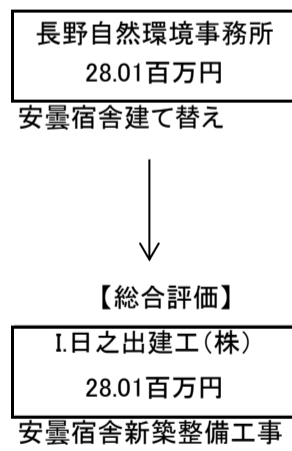 長野自然環境事務所
28.01百万円
安曇宿舎建て替え
【総合評価】
I.日之出建工(株)
28.01百万円
安曇宿舎新築整備工事